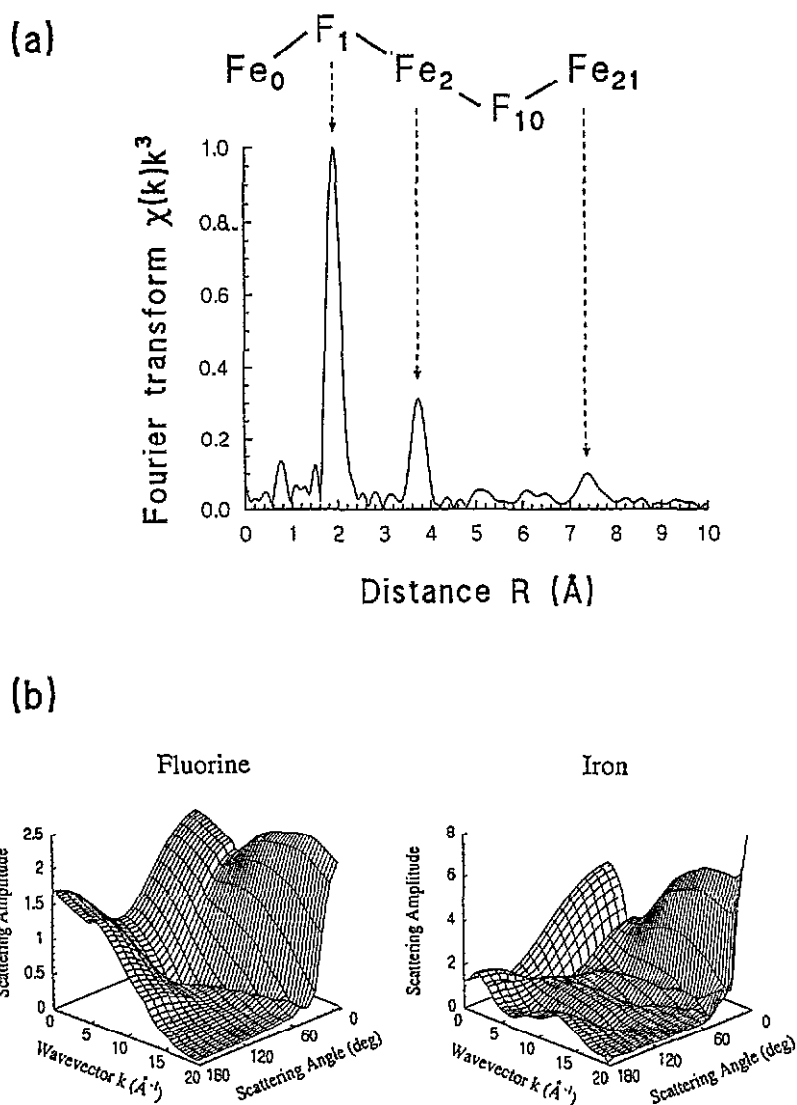 (a)
Fe0 F1 Fe2 F10 Fe21
Fourier transform χ(k)k³
1.0
0.8
0.6
0.4
0.2
0.0
0 1 2 3 4 5 6 7 8 9 10
Distance R (Å)
(b)
Fluorine
Scattering Amplitude
2.5
2
1.5
1
0.5
0
0 5 10 15 20
Wavevector k (Å⁻¹)
180 120 60 0
Scattering Angle (deg)
Iron
Scattering Amplitude
8
6
4
2
0
0 5 10 15 20
Wavevector k (Å⁻¹)
180 120 60 0
Scattering Angle (deg)